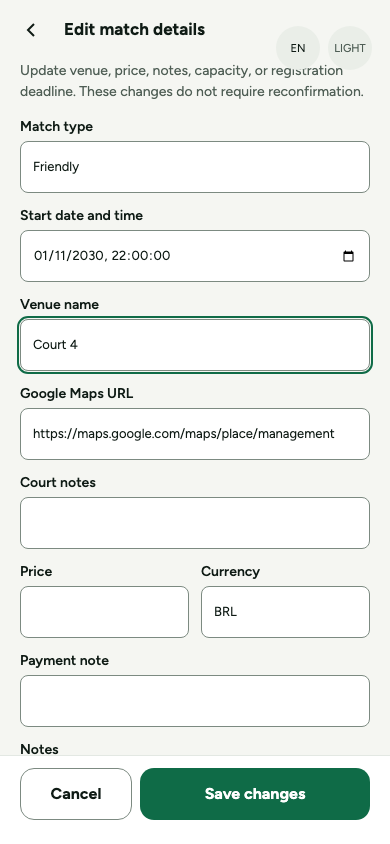 Edit match details
EN
LIGHT
Update venue, price, notes, capacity, or registration
deadline. These changes do not require reconfirmation.
Match type
Friendly
Start date and time
01/11/2030, 22:00:00
Venue name
Court 4
Google Maps URL
https://maps.google.com/maps/place/management
Court notes
Price
Currency
BRL
Payment note
Notes
Cancel
Save changes